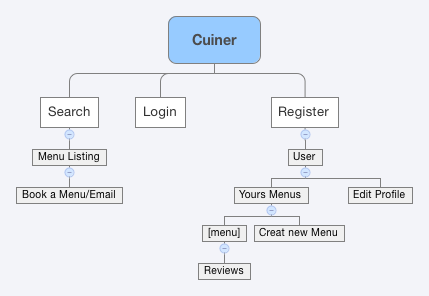 Cuiner
Search
Login
Register
Menu Listing
User
Book a Menu/Email
Yours Menus
Edit Profile
[menu]
Creat new Menu
Reviews